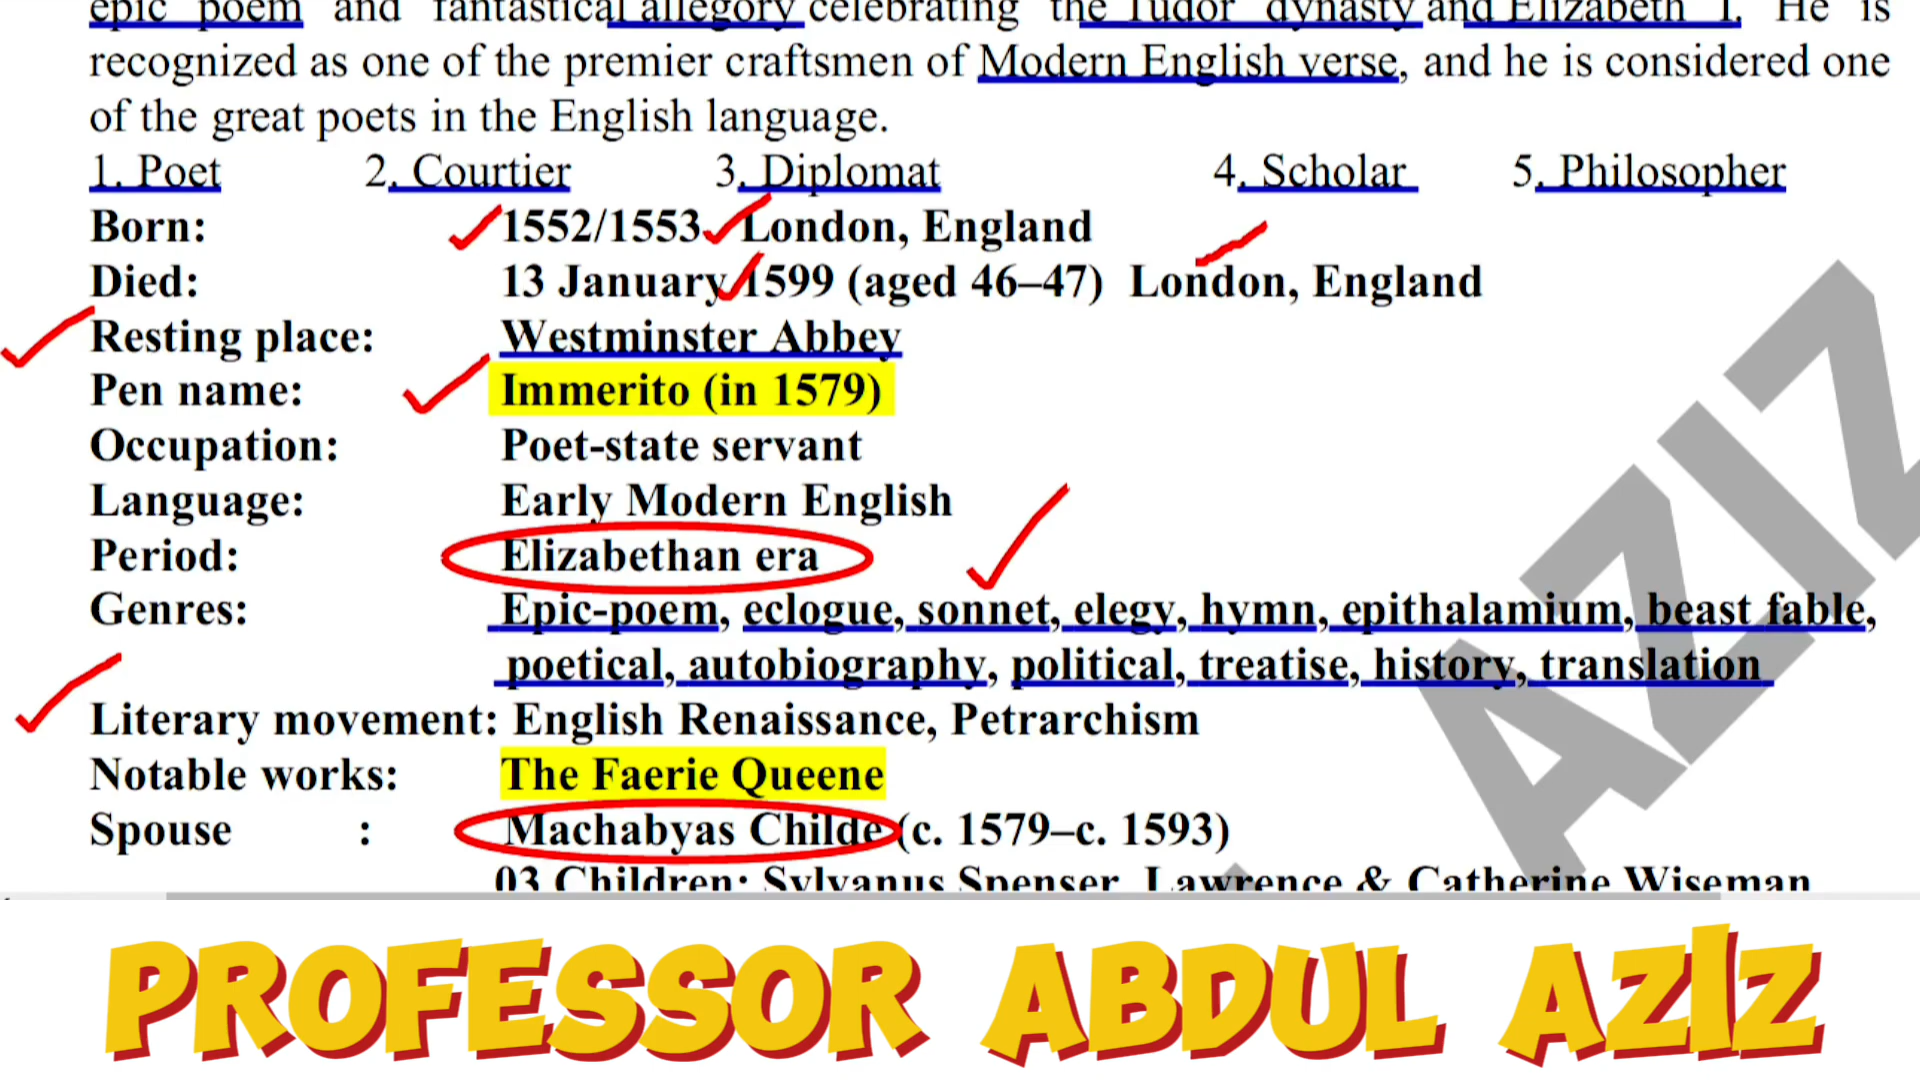 epic poem and fantastical allegory celebrating the Tudor dynasty and Elizabeth I. He is
recognized as one of the premier craftsmen of Modern English verse, and he is considered one
of the great poets in the English language.
1. Poet 2. Courtier 3. Diplomat 4. Scholar 5. Philosopher
Born: 1552/1553 London, England
Died: 13 January 1599 (aged 46–47) London, England
Resting place: Westminster Abbey
Pen name: Immerito (in 1579)
Occupation: Poet-state servant
Language: Early Modern English
Period: Elizabethan era
Genres: Epic-poem, eclogue, sonnet, elegy, hymn, epithalamium, beast fable,
poetical, autobiography, political, treatise, history, translation
Literary movement: English Renaissance, Petrarchism
Notable works: The Faerie Queene
Spouse : Machabyas Childe (c. 1579–c. 1593)
03 Children: Sylvanus Spenser, Lawrence & Catherine Wiseman
AZIZ
PROFESSOR ABDUL AZIZ